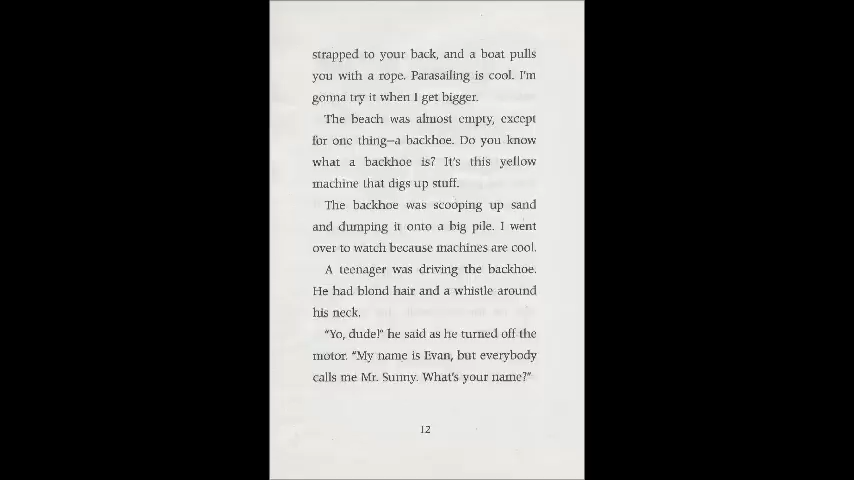 strapped to your back, and a boat pulls
you with a rope. Parasailing is cool. I'm
gonna try it when I get bigger.
The beach was almost empty, except
for one thing—a backhoe. Do you know
what a backhoe is? It's this yellow
machine that digs up stuff.
The backhoe was scooping up sand
and dumping it onto a big pile. I went
over to watch because machines are cool.
A teenager was driving the backhoe.
He had blond hair and a whistle around
his neck.
"Yo, dude!" he said as he turned off the
motor. "My name is Evan, but everybody
calls me Mr. Sunny. What's your name?"
12